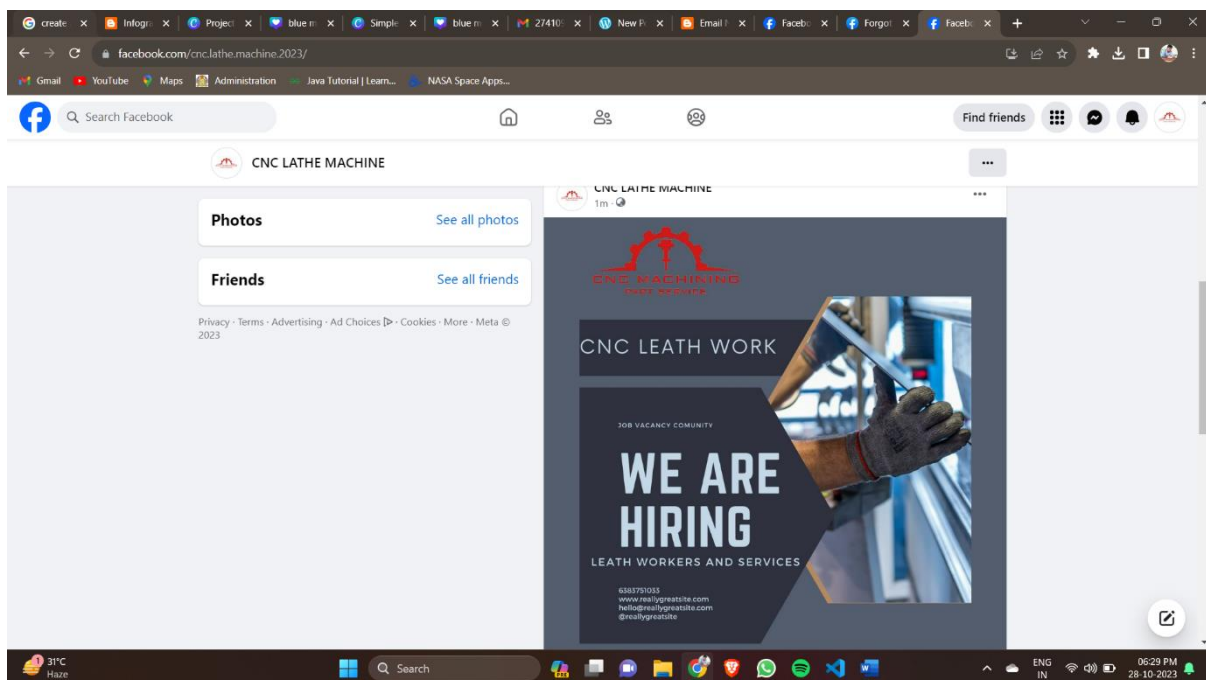 create
Infogra
Project
blue m
Simple
blue m
27410
New Po
Email
Facebo
Forgot
Facebo
facebook.com/cnc.lathe.machine.2023/
Gmail
YouTube
Maps
Administration
Java Tutorial | Learn...
NASA Space Apps...
Search Facebook
Find friends
CNC LATHE MACHINE
CNC LATHE MACHINE
1m
Photos
See all photos
Friends
See all friends
Privacy · Terms · Advertising · Ad Choices · Cookies · More · Meta ©
2023
CNC MACHINING
CNC LEATH WORK
JOB VACANCY COMUNITY
WE ARE
HIRING
LEATH WORKERS AND SERVICES
6383751033
www.reallygreatsite.com
hello@reallygreatsite.com
@reallygreatsite
1
31°C
Haze
Search
PRE
ENG
IN
06:29 PM
28-10-2023